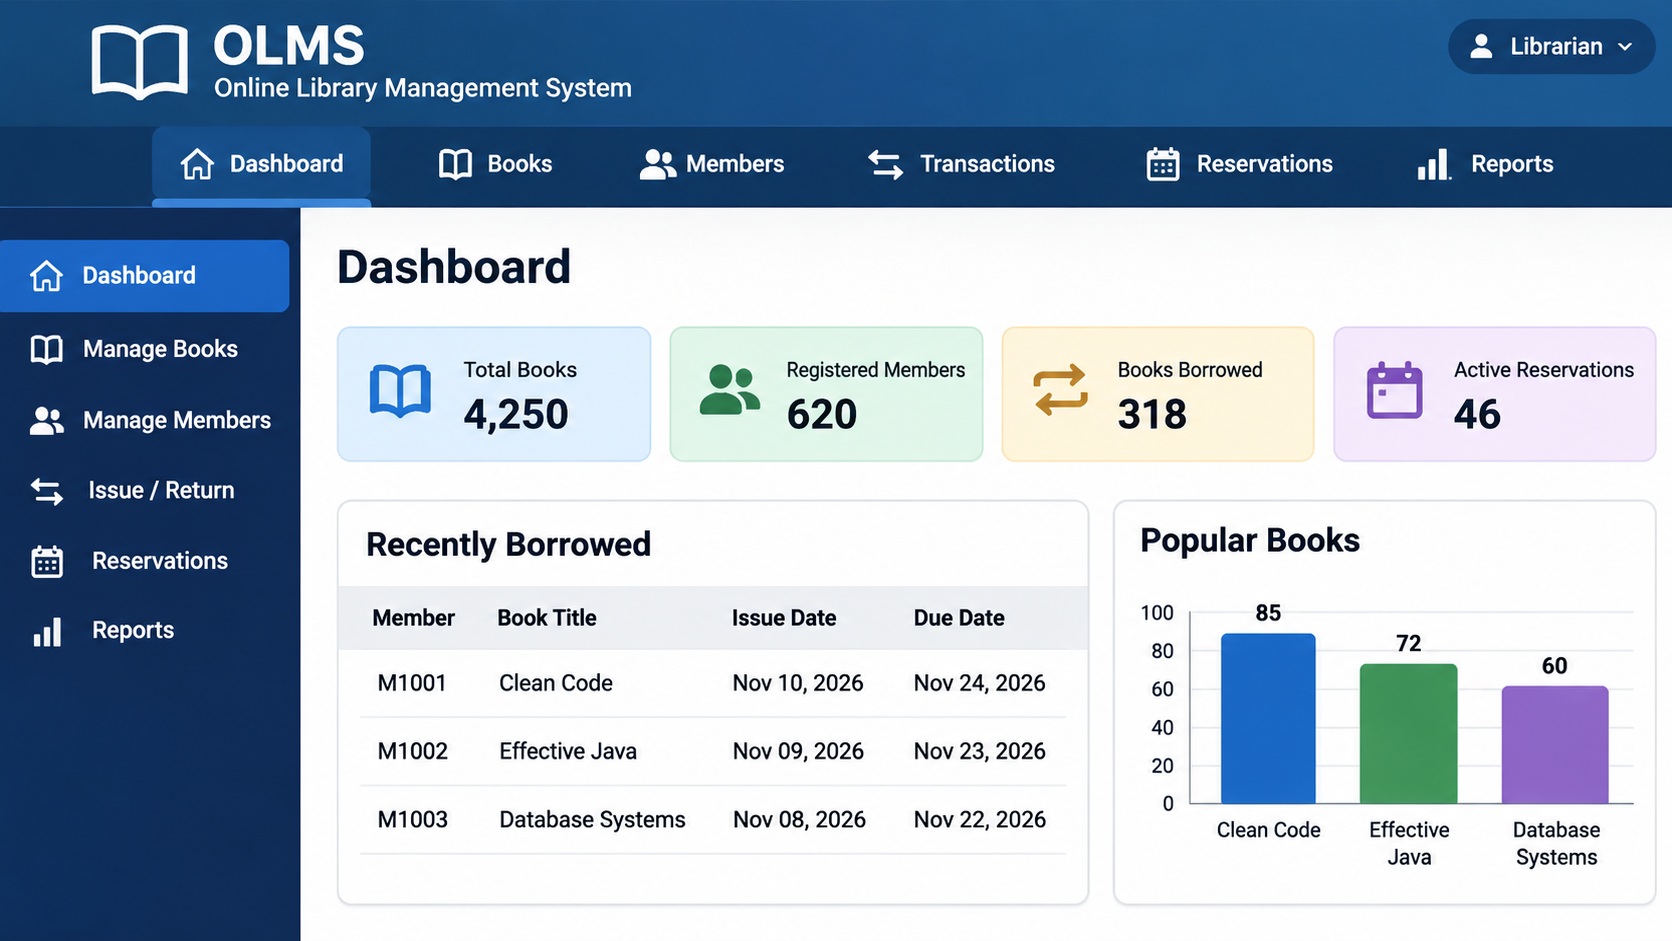 OLMS
Online Library Management System
Librarian
Dashboard
Books
Members
Transactions
Reservations
Reports
Dashboard
Manage Books
Manage Members
Issue / Return
Reservations
Reports
Dashboard
Total Books
4,250
Registered Members
620
Books Borrowed
318
Active Reservations
46
Recently Borrowed
Member Book Title Issue Date Due Date
M1001 Clean Code Nov 10, 2026 Nov 24, 2026
M1002 Effective Java Nov 09, 2026 Nov 23, 2026
M1003 Database Systems Nov 08, 2026 Nov 22, 2026
Popular Books
100
80
60
40
20
0
85
72
60
Clean Code
Effective
Java
Database
Systems